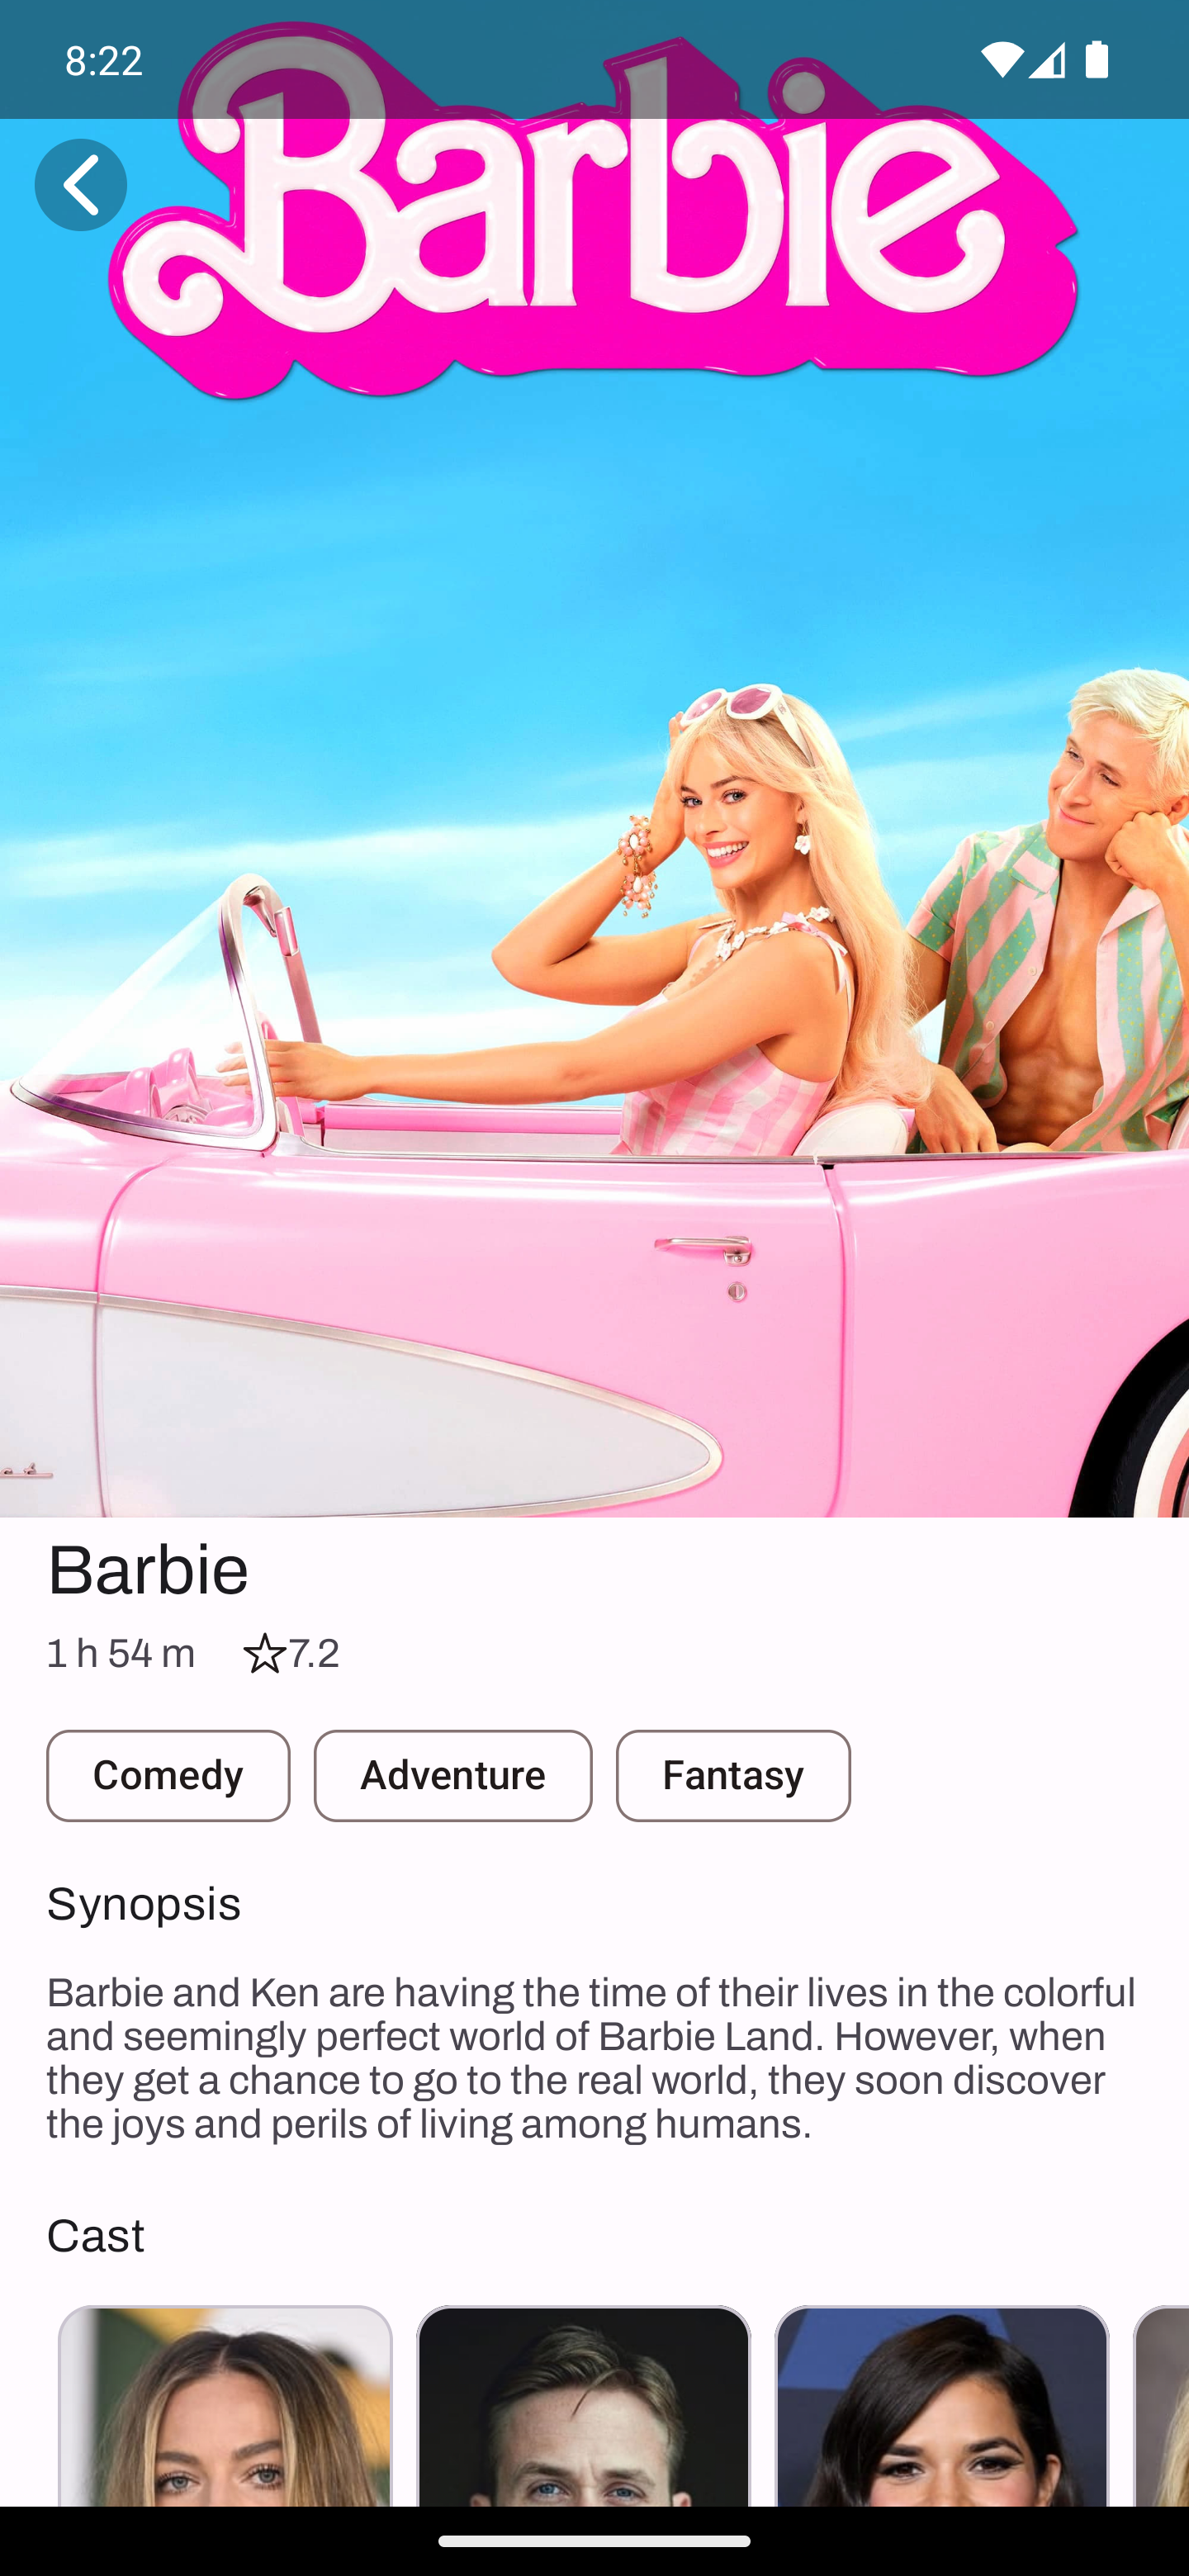 8:22
Barbie
Barbie
1 h 54 m 7.2
Comedy Adventure Fantasy
Synopsis
Barbie and Ken are having the time of their lives in the colorful
and seemingly perfect world of Barbie Land. However, when
they get a chance to go to the real world, they soon discover
the joys and perils of living among humans.
Cast